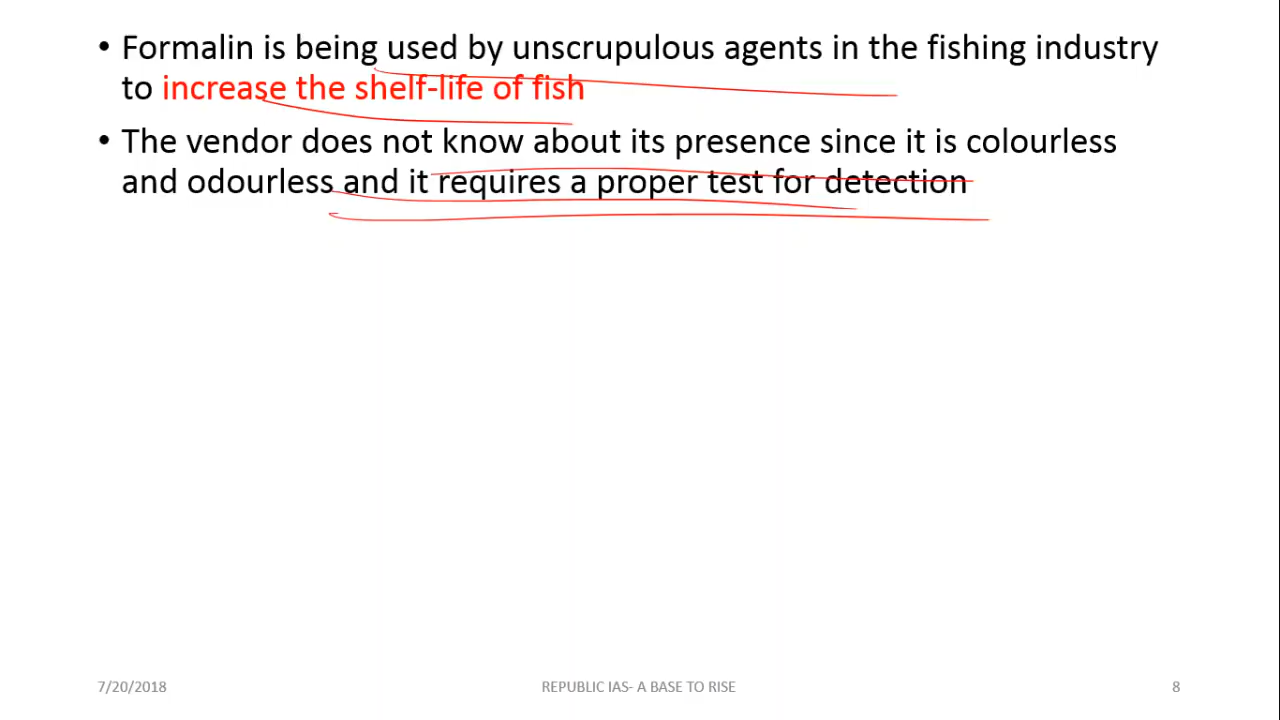 • Formalin is being used by unscrupulous agents in the fishing industry
to increase the shelf-life of fish
• The vendor does not know about its presence since it is colourless
and odourless and it requires a proper test for detection
7/20/2018 REPUBLIC IAS- A BASE TO RISE 8